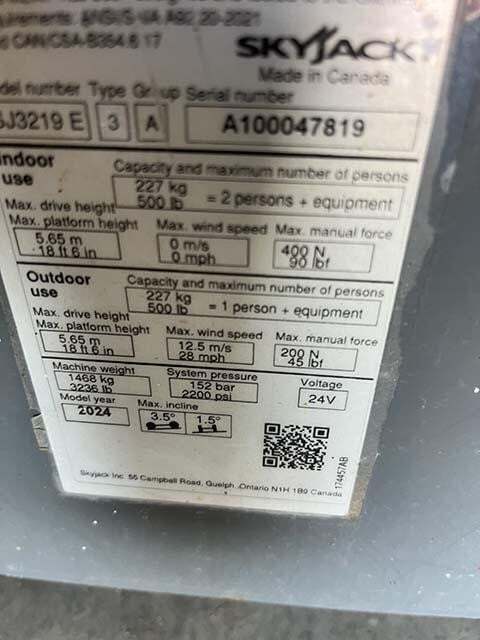 ANSI/SIA A92.20-2021
CAN/CSA-B354.6:17
SKYJACK
Made in Canada
del number Type Group Serial number
SJ3219 E 3 A A100047819
Indoor use
Capacity and maximum number of persons
227 kg
500 lb = 2 persons + equipment
Max. drive height
Max. platform height Max. wind speed Max. manual force
5.65 m 0 m/s 400 N
18 ft 6 in 0 mph 90 lbf
Outdoor use
Capacity and maximum number of persons
227 kg
500 lb = 1 person + equipment
Max. drive height
Max. platform height Max. wind speed Max. manual force
5.65 m 12.5 m/s 200 N
18 ft 6 in 28 mph 45 lbf
Machine weight System pressure Voltage
1468 kg 152 bar 24V
3236 lb 2200 psi
Model year Max. incline
2024 3.5° 1.5°
174457AB
Skyjack Inc. 55 Campbell Road, Guelph, Ontario N1H 1B9 Canada